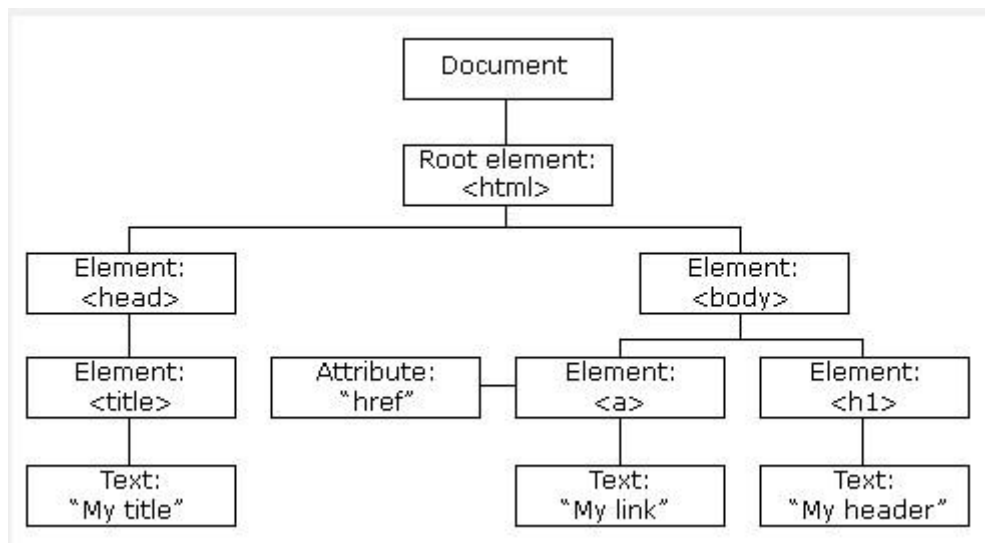 Document
Root element:
<html>
Element:
<head>
Element:
<body>
Element:
<title>
Attribute:
“href”
Element:
<a>
Element:
<h1>
Text:
“My title”
Text:
“My link”
Text:
“My header”